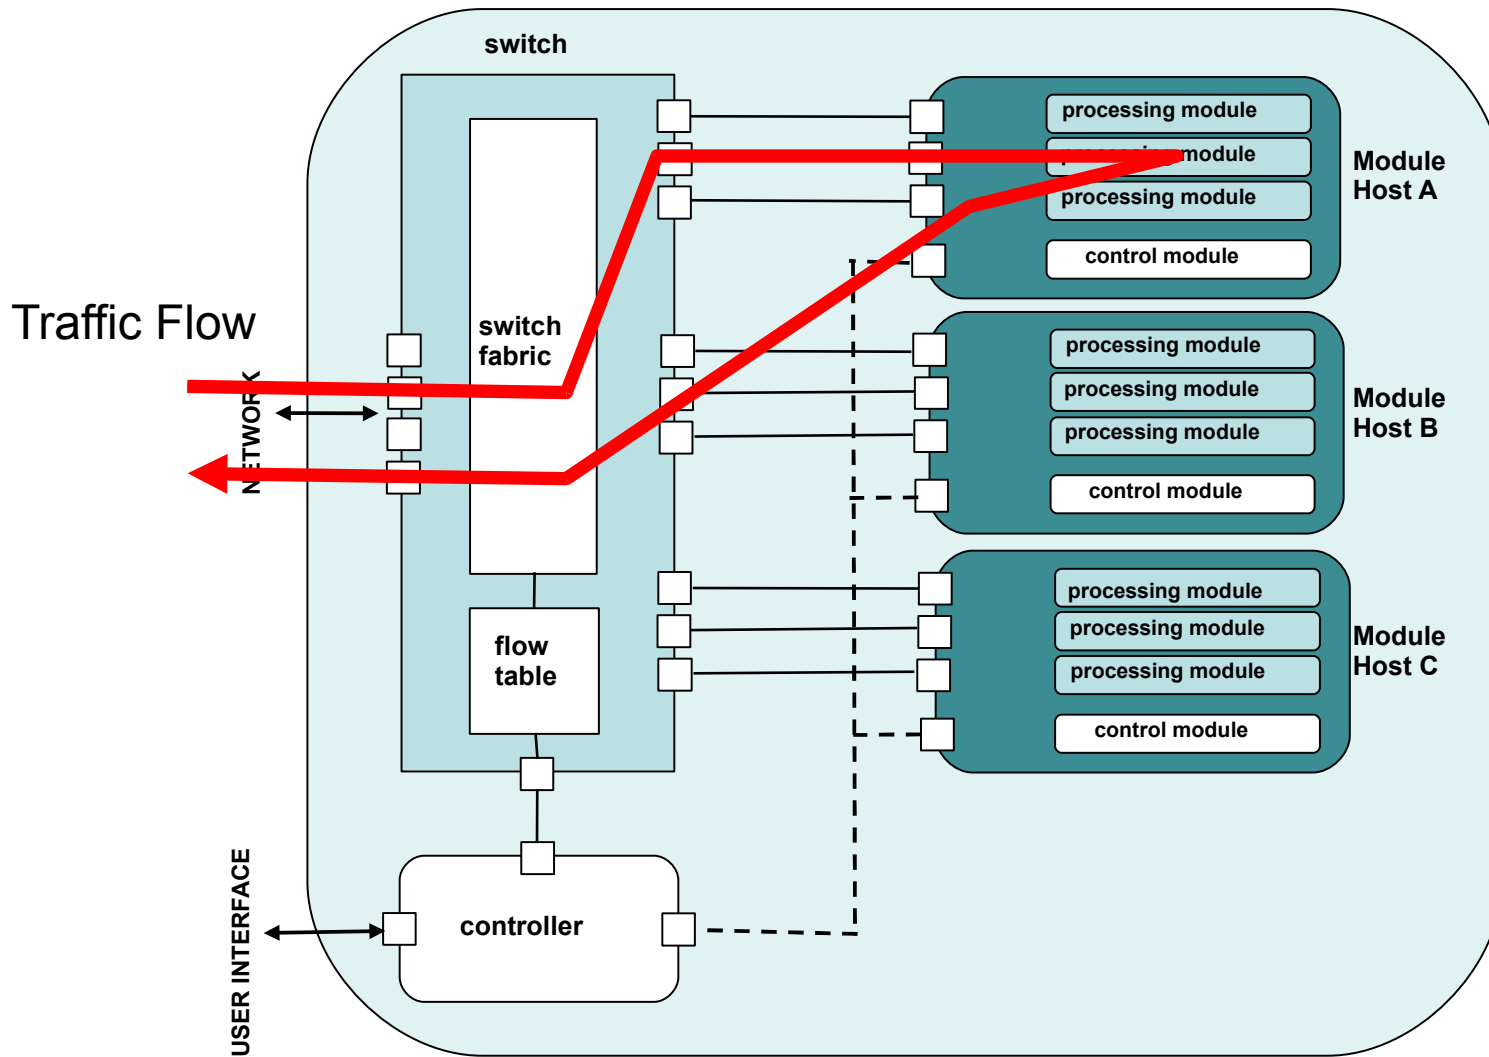 switch
processing module
processing module
processing module
control module
Module
Host A
Traffic Flow
switch
fabric
NETWORK
processing module
processing module
processing module
control module
Module
Host B
flow
table
processing module
processing module
processing module
control module
Module
Host C
controller
USER INTERFACE